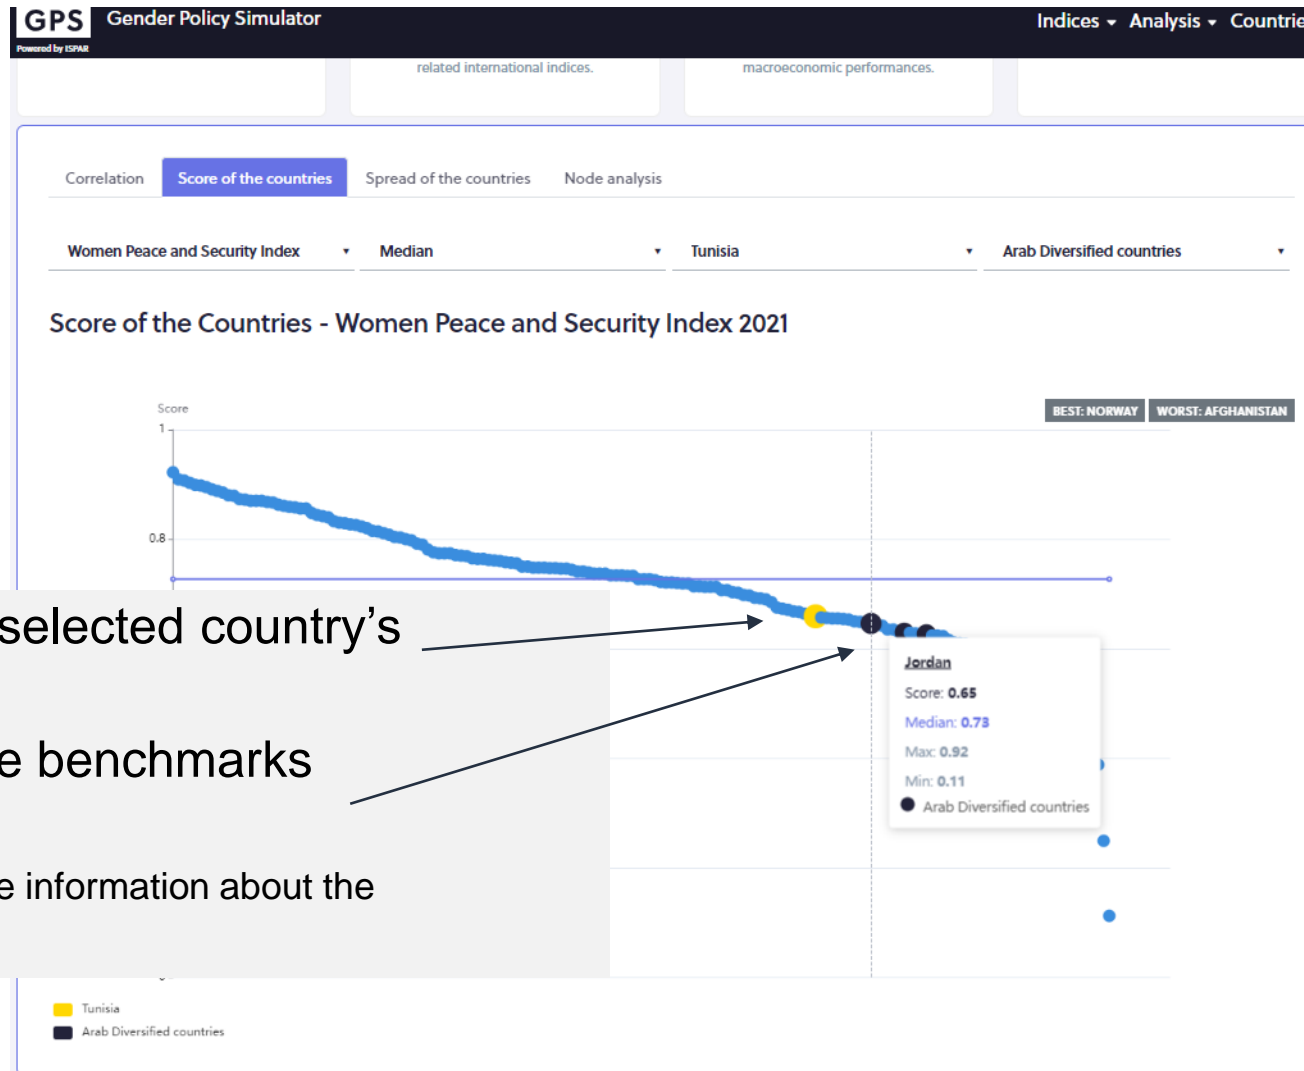 GPS Gender Policy Simulator
Powered by ISPAR
Indices Analysis Countrie
related international indices.
macroeconomic performances.
Correlation Score of the countries Spread of the countries Node analysis
Women Peace and Security Index Median Tunisia Arab Diversified countries
Score of the Countries - Women Peace and Security Index 2021
Score
BEST: NORWAY WORST: AFGHANISTAN
1
0.8
selected country's
e benchmarks
e information about the
Jordan
Score: 0.65
Median: 0.73
Max: 0.92
Min: 0.11
Arab Diversified countries
Tunisia
Arab Diversified countries